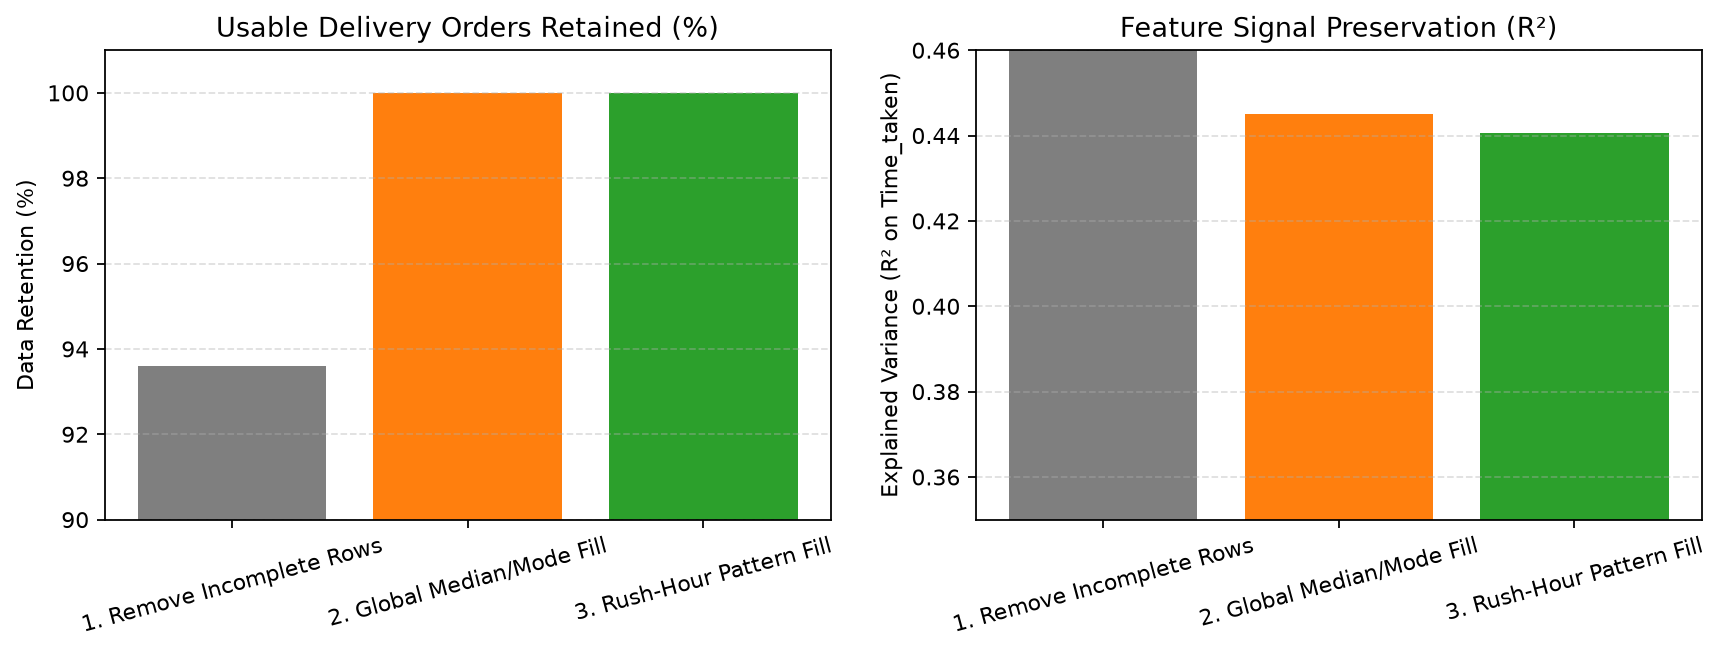 Usable Delivery Orders Retained (%)
Data Retention (%)
100
98
96
94
92
90
1. Remove Incomplete Rows
2. Global Median/Mode Fill
3. Rush-Hour Pattern Fill
Feature Signal Preservation (R²)
Explained Variance (R² on Time_taken)
0.46
0.44
0.42
0.40
0.38
0.36
1. Remove Incomplete Rows
2. Global Median/Mode Fill
3. Rush-Hour Pattern Fill